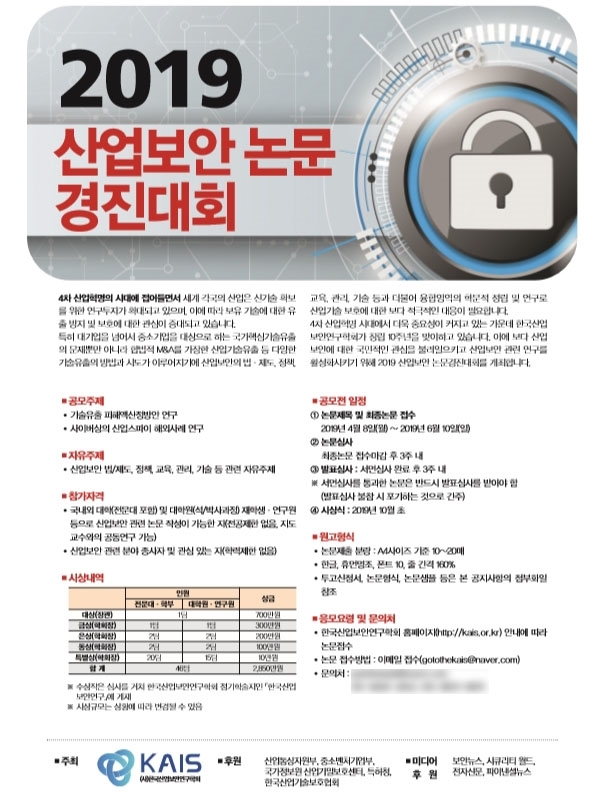 2019
산업보안 논문
경진대회
4차 산업혁명의 시대에 접어들면서 세계 각국의 산업은 신기술 확보
를 위한 연구투자가 확대되고 있으며, 이에 따라 보유 기술에 대한 유
출 방지 및 보호에 대한 관심이 증대되고 있습니다.
특히 대기업을 넘어서 중소기업을 대상으로 하는 국가핵심기술유출
의 문제뿐만 아니라 합법적 M&A를 가장한 산업기술유출 등 다양한
기술유출의 방법과 시도가 이루어지기에 산업보안의 법·제도, 정책,
교육, 관리, 기술 등과 더불어 융합영역의 학문적 정립 및 연구로
산업기술 보호에 대한 보다 적극적인 대응이 필요합니다.
4차 산업혁명 시대에서 더욱 중요성이 커지고 있는 가운데 한국산업
보안연구학회가 창립 10주년을 맞이하고 있습니다. 이에 보다 산업
보안에 대한 국민적인 관심을 불러일으키고 산업보안 관련 연구를
활성화시키기 위해 2019 산업보안 논문경진대회를 개최합니다.
■ 공모주제
• 기술유출 피해액산정방안 연구
• 사이버상의 산업스파이 해외사례 연구
■ 자유주제
• 산업보안 법/제도, 정책, 교육, 관리, 기술 등 관련 자유주제
■ 참가자격
• 국내외 대학(전문대 포함) 및 대학원(석/박사과정) 재학생·연구원
등으로 산업보안 관련 논문 작성이 가능한 자(전공제한 없음, 지도
교수와의 공동연구 가능)
• 산업보안 관련 분야 종사자 및 관심 있는 자(학력제한 없음)
■ 시상내역
인원 상금
전문대·학부 대학원·연구원
대상(장관) 1팀 700만원
금상(학회장) 1팀 1팀 300만원
은상(학회장) 2팀 2팀 200만원
동상(학회장) 2팀 2팀 100만원
특별상(학회장) 20팀 15팀 10만원
합 계 46팀 2,850만원
※ 수상작은 심사를 거쳐 한국산업보안연구학회 정기학술지인 「한국산업
보안연구」에 게재
※ 시상규모는 상황에 따라 변경될 수 있음
■ 공모전 일정
① 논문제목 및 최종논문 접수
2019년 4월 8일(월) ～ 2019년 6월 10일(일)
② 논문심사
최종논문 접수마감 후 3주 내
③ 발표심사 : 서면심사 완료 후 3주 내
※ 서면심사를 통과한 논문은 반드시 발표심사를 받아야 함
(발표심사 불참 시 포기하는 것으로 간주)
④ 시상식 : 2019년 10월 초
■ 원고형식
• 논문제출 분량 : A4사이즈 기준 10～20매
• 한글, 휴먼명조, 폰트 10, 줄 간격 160%
• 투고신청서, 논문형식, 논문샘플 등은 본 공지사항의 첨부화일
참조
■ 응모요령 및 문의처
• 한국산업보안연구학회 홈페이지(http://kais.or.kr) 안내에 따라
논문접수
• 논문 접수방법 : 이메일 접수(gotothekais@naver.com)
• 문의처 :
■ 주최
KAIS
(사)한국산업보안연구학회
■ 후원
산업통상자원부, 중소벤처기업부,
국가정보원 산업기밀보호센터, 특허청,
한국산업기술보호협회
■ 미디어
후 원
보안뉴스, 시큐리티 월드,
전자신문, 파이낸셜뉴스